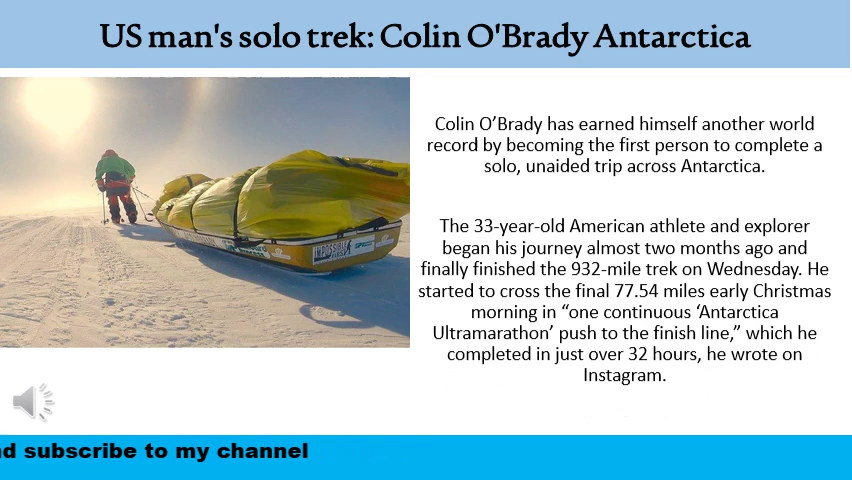 US man's solo trek: Colin O'Brady Antarctica
Colin O’Brady has earned himself another world
record by becoming the first person to complete a
solo, unaided trip across Antarctica.
The 33-year-old American athlete and explorer
began his journey almost two months ago and
finally finished the 932-mile trek on Wednesday. He
started to cross the final 77.54 miles early Christmas
morning in “one continuous ‘Antarctica
Ultramarathon’ push to the finish line,” which he
completed in just over 32 hours, he wrote on
Instagram.
IMPOSSIBLE
subscribe to my channel